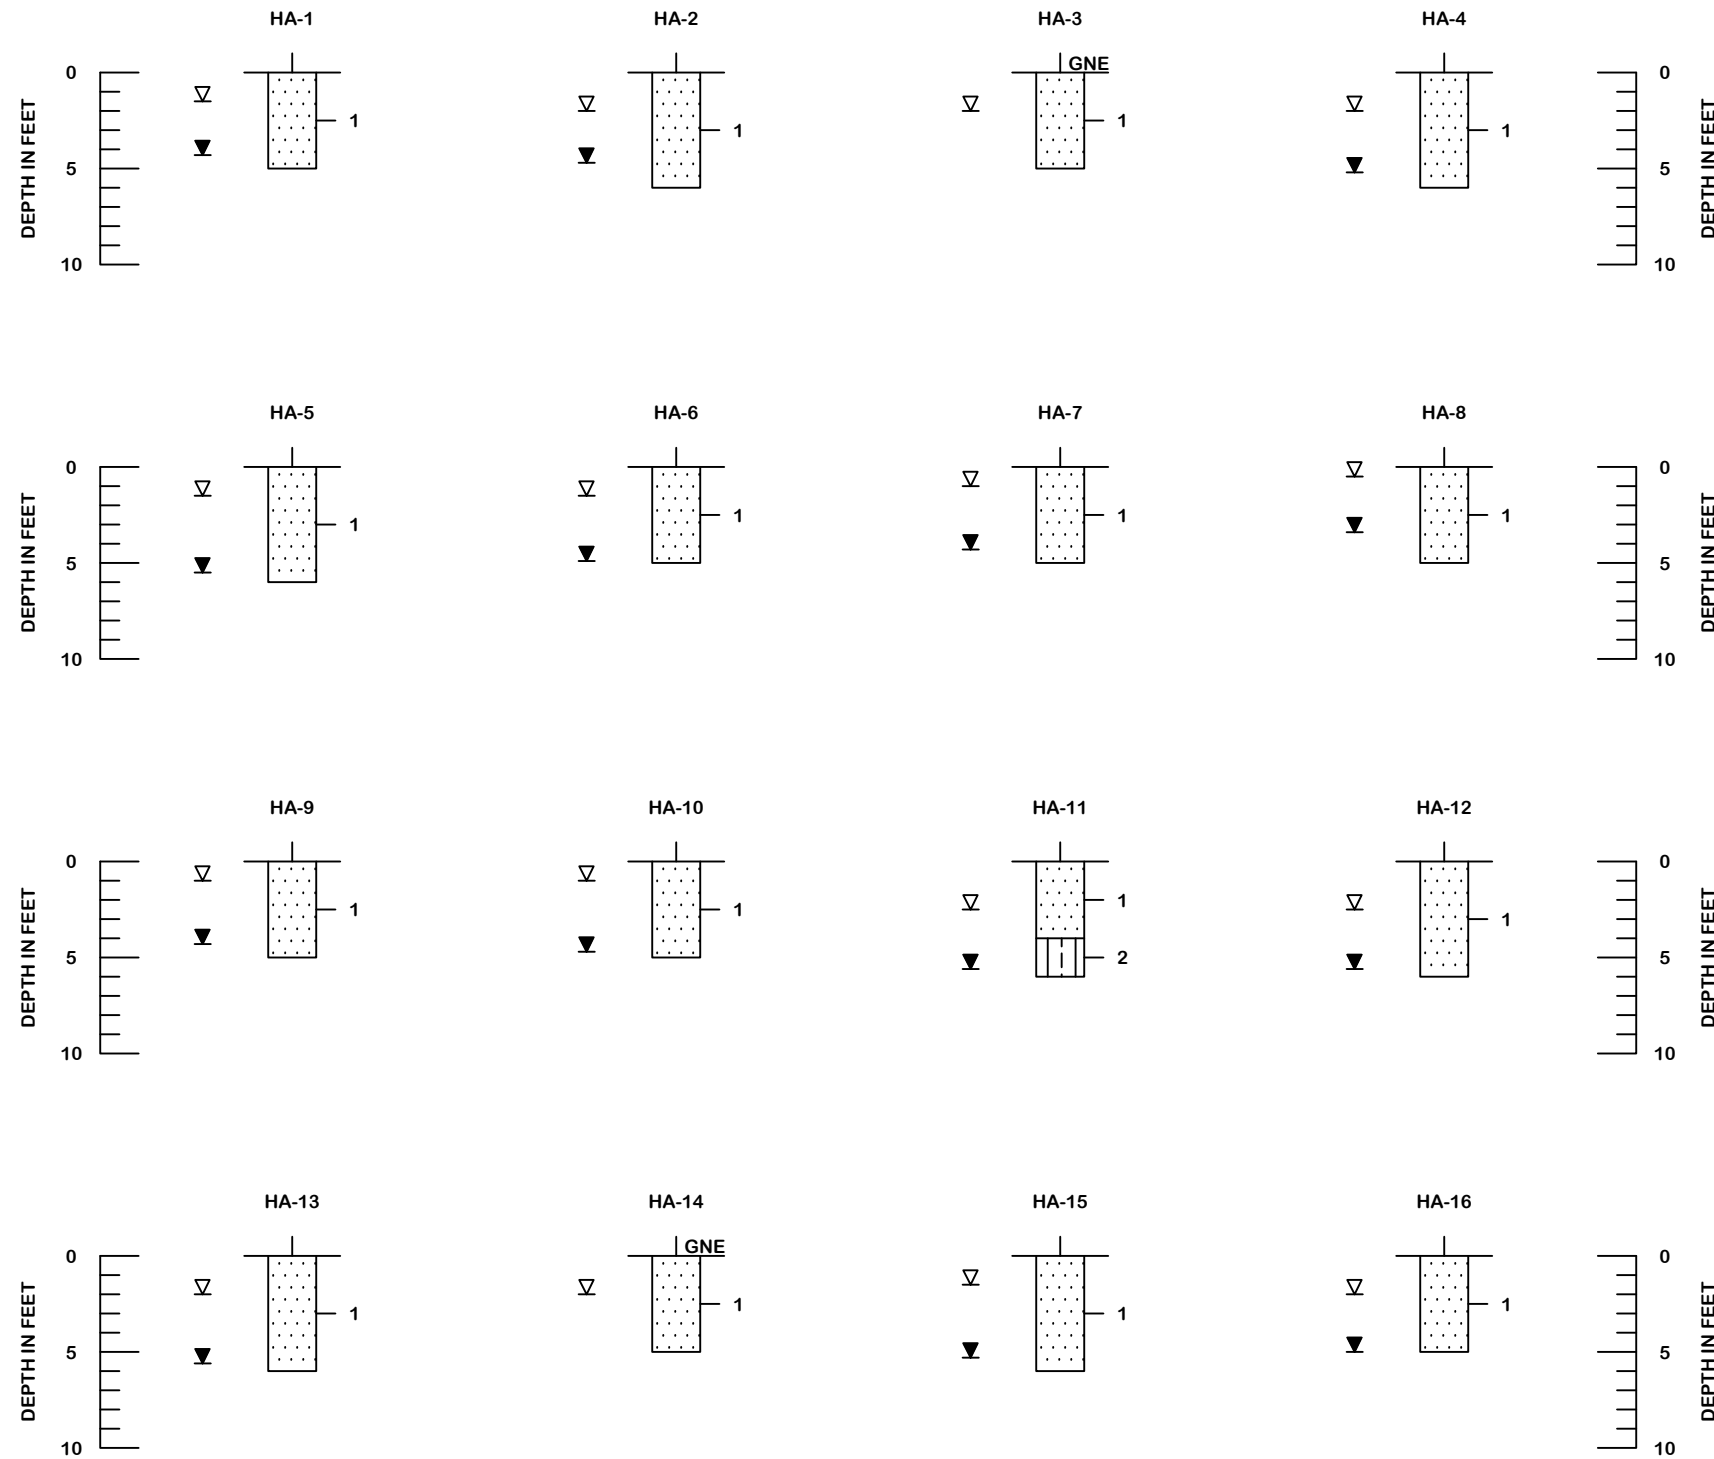 HA-1 HA-2 HA-3 HA-4
GNE
0 0
1 1 1 1
5 5
10 10
DEPTH IN FEET DEPTH IN FEET
HA-5 HA-6 HA-7 HA-8
0 0
1 1 1 1
5 5
10 10
DEPTH IN FEET DEPTH IN FEET
HA-9 HA-10 HA-11 HA-12
0 0
1 1 1 1
5 2 5
10 10
DEPTH IN FEET DEPTH IN FEET
HA-13 HA-14 HA-15 HA-16
GNE
0 0
1 1 1 1
5 5
10 10
DEPTH IN FEET DEPTH IN FEET